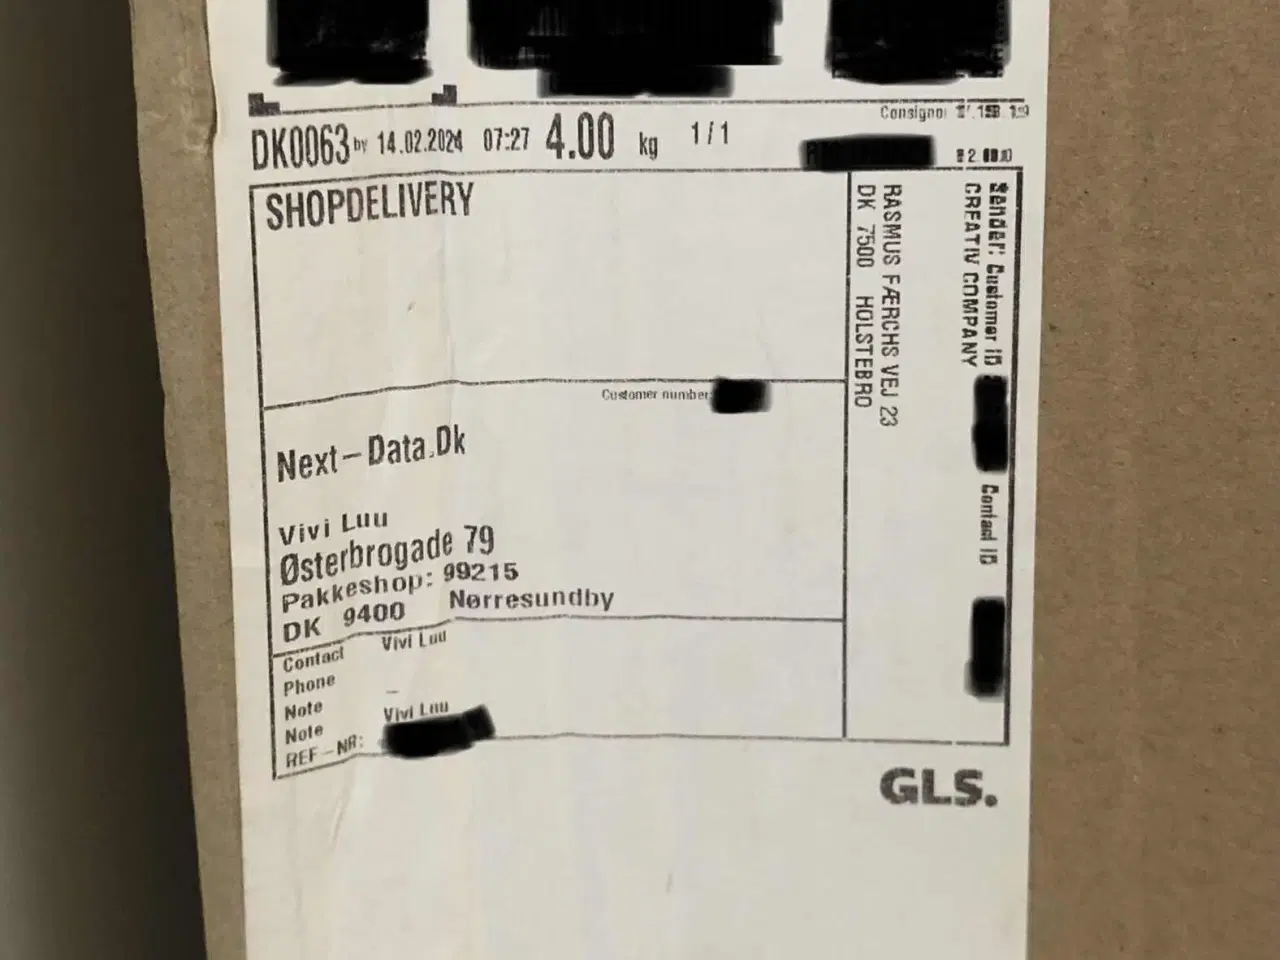 DK0063 by 14.02.2024 07:27 4.00 kg 1/1
Consigno:
SHOPDELIVERY
Customer number:
Next-Data.Dk
Vivi Luu
Østerbrogade 79
Pakkeshop: 99215
DK 9400 Nørresundby
Contact Vivi Luu
Phone
Note –
Note Vivi Luu
REF-NR:
Sender: Customer ID
Contact ID
CREATIV COMPANY
RASMUS FÆRCHS VEJ 23
DK 7500 HOLSTEBRO
GLS.